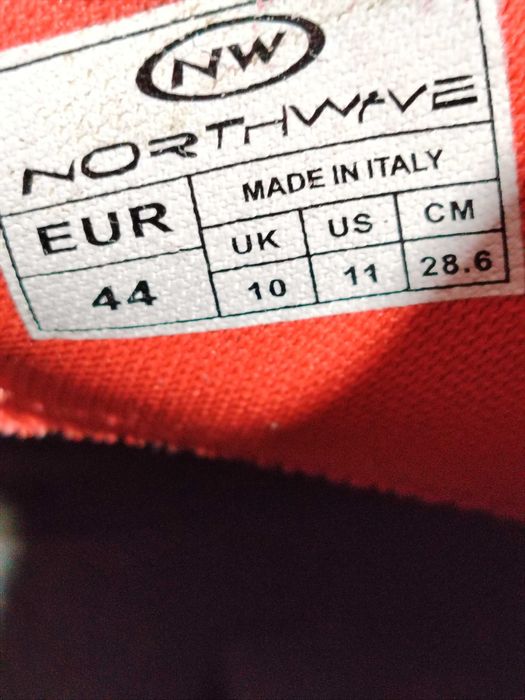 NW
NORTHWAVE
EUR MADE IN ITALY
UK US CM
44 10 11 28.6